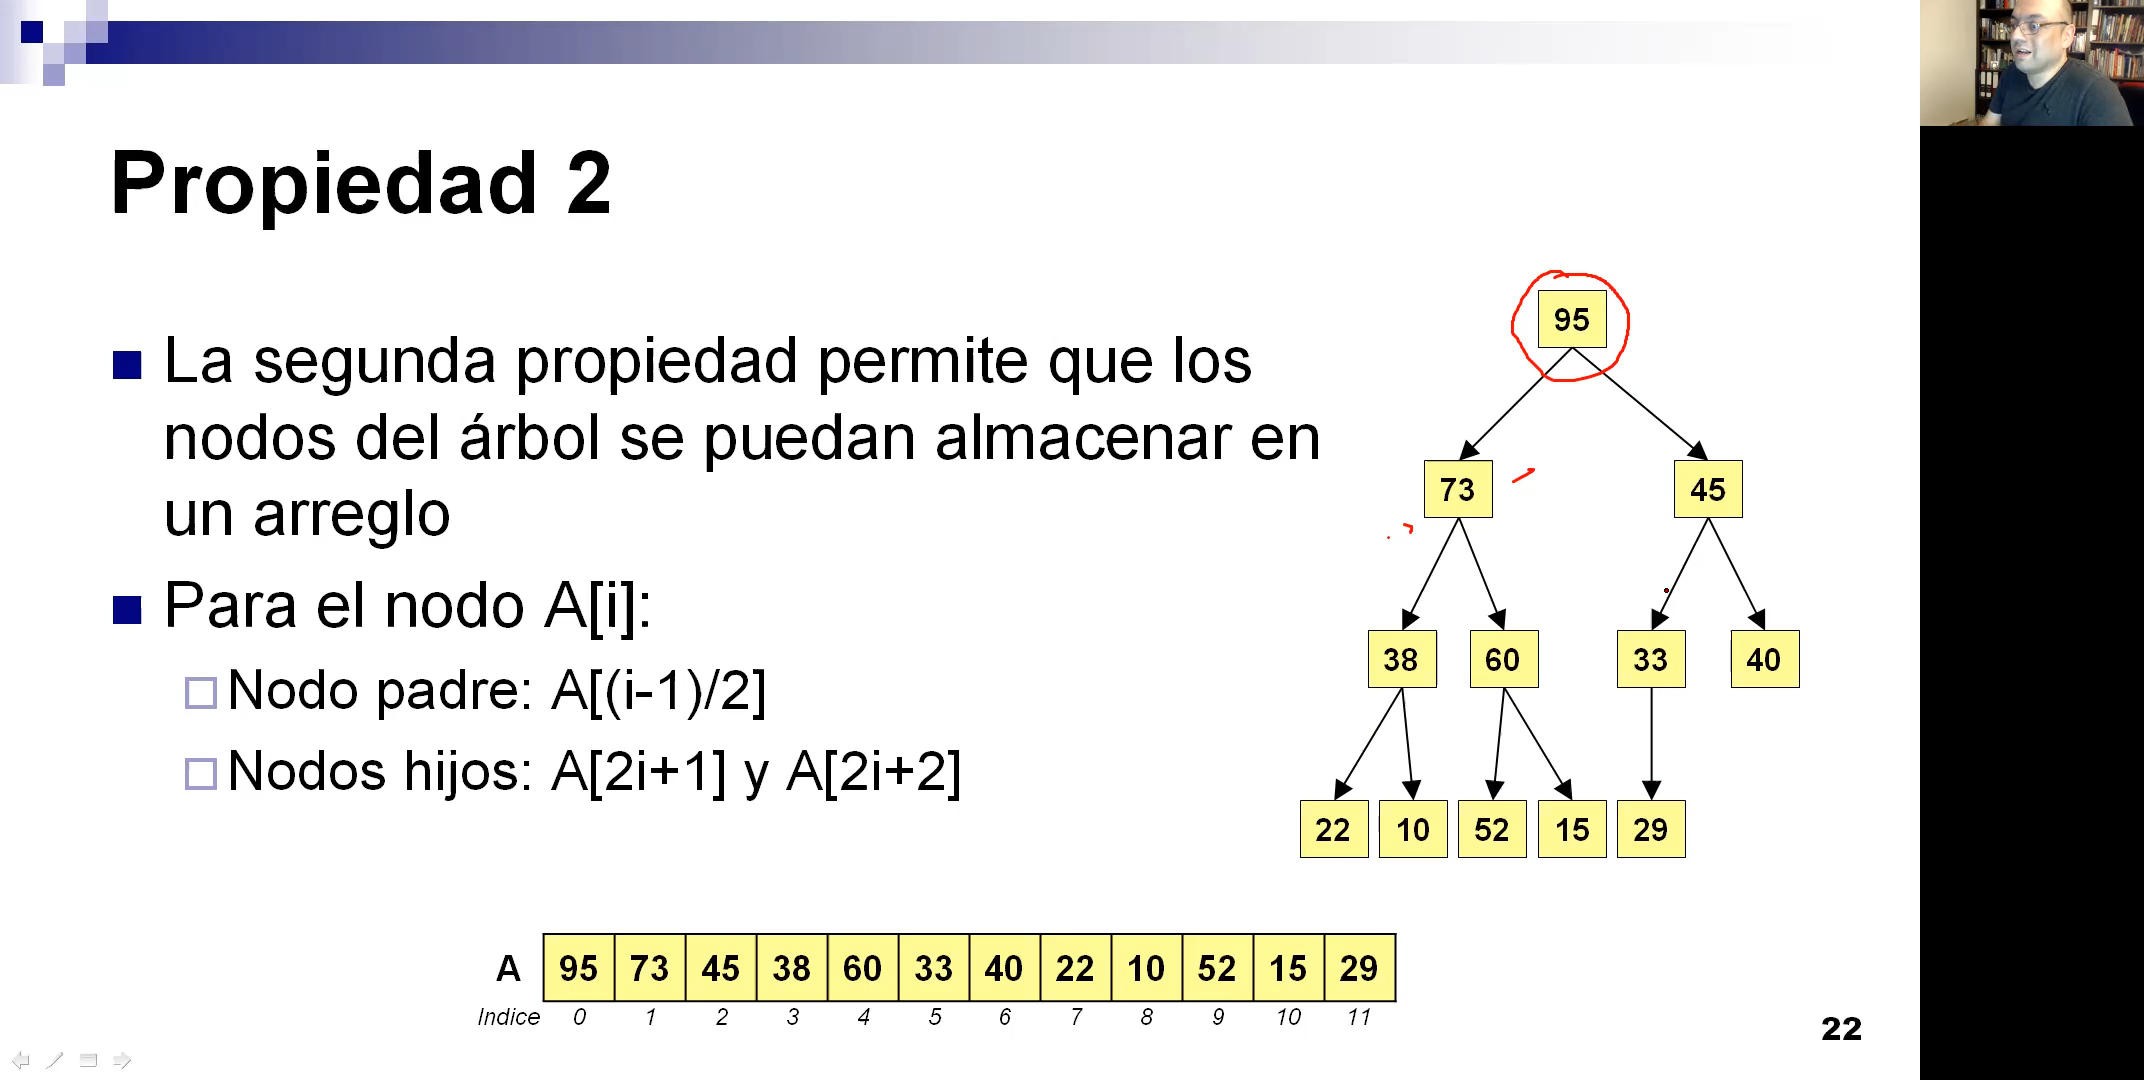 Propiedad 2
La segunda propiedad permite que los
nodos del árbol se puedan almacenar en
un arreglo
Para el nodo A[i]:
Nodo padre: A[(i-1)/2]
Nodos hijos: A[2i+1] y A[2i+2]
95
73 45
38 60 33 40
22 10 52 15 29
A 95 73 45 38 60 33 40 22 10 52 15 29
Indice 0 1 2 3 4 5 6 7 8 9 10 11
22